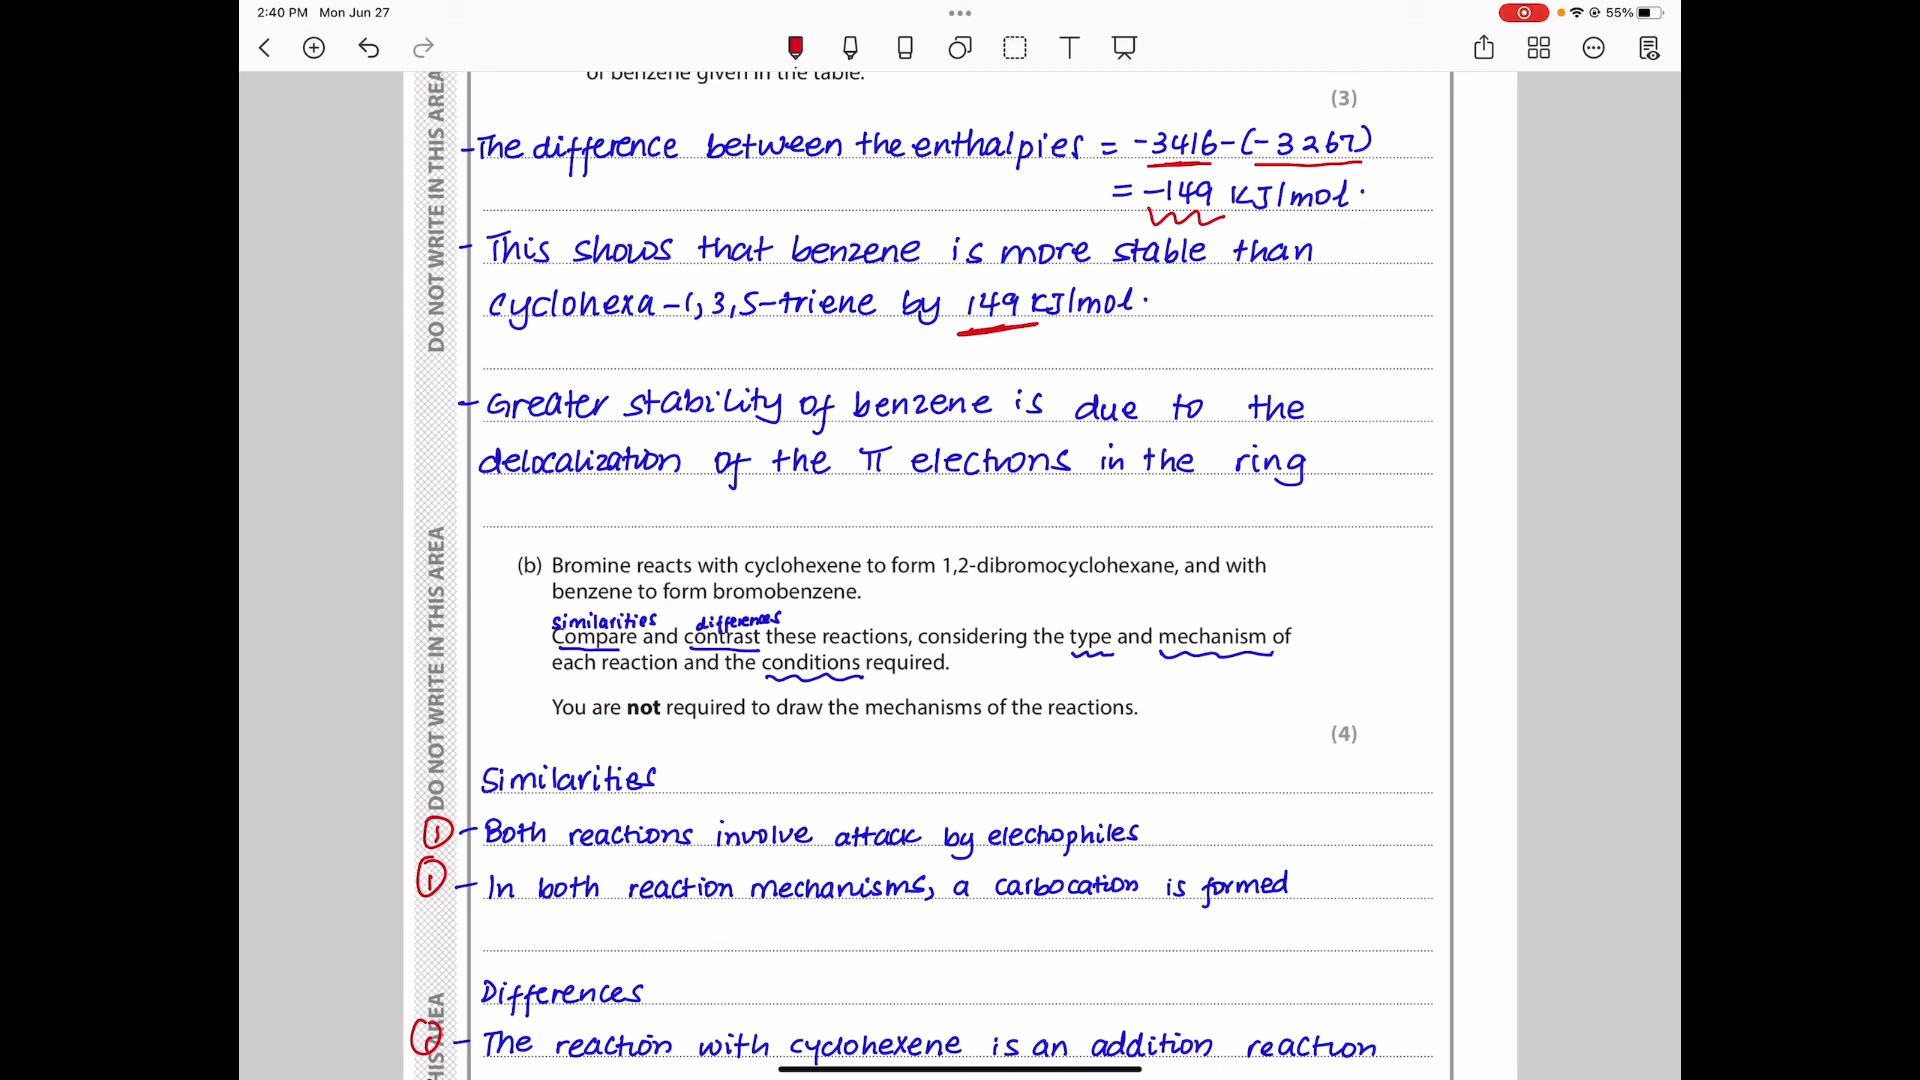 2:40 PM Mon Jun 27
55%
T
of benzene given in the table.
(3)
DO NOT WRITE IN THIS AREA
- The difference between the enthalpies = -3416-(-3267)
= -149 KJ/mol.
- This shows that benzene is more stable than
cyclohexa-1,3,5-triene by 149 KJ/mol.
- Greater stability of benzene is due to the
delocalization of the π electrons in the ring
DO NOT WRITE IN THIS AREA
(b) Bromine reacts with cyclohexene to form 1,2-dibromocyclohexane, and with
benzene to form bromobenzene.
similarities differences
Compare and contrast these reactions, considering the type and mechanism of
each reaction and the conditions required.
You are not required to draw the mechanisms of the reactions.
(4)
Similarities
① - Both reactions involve attack by electrophiles
① - In both reaction mechanisms, a carbocation is formed
Differences
① - The reaction with cyclohexene is an addition reaction
HIS AREA